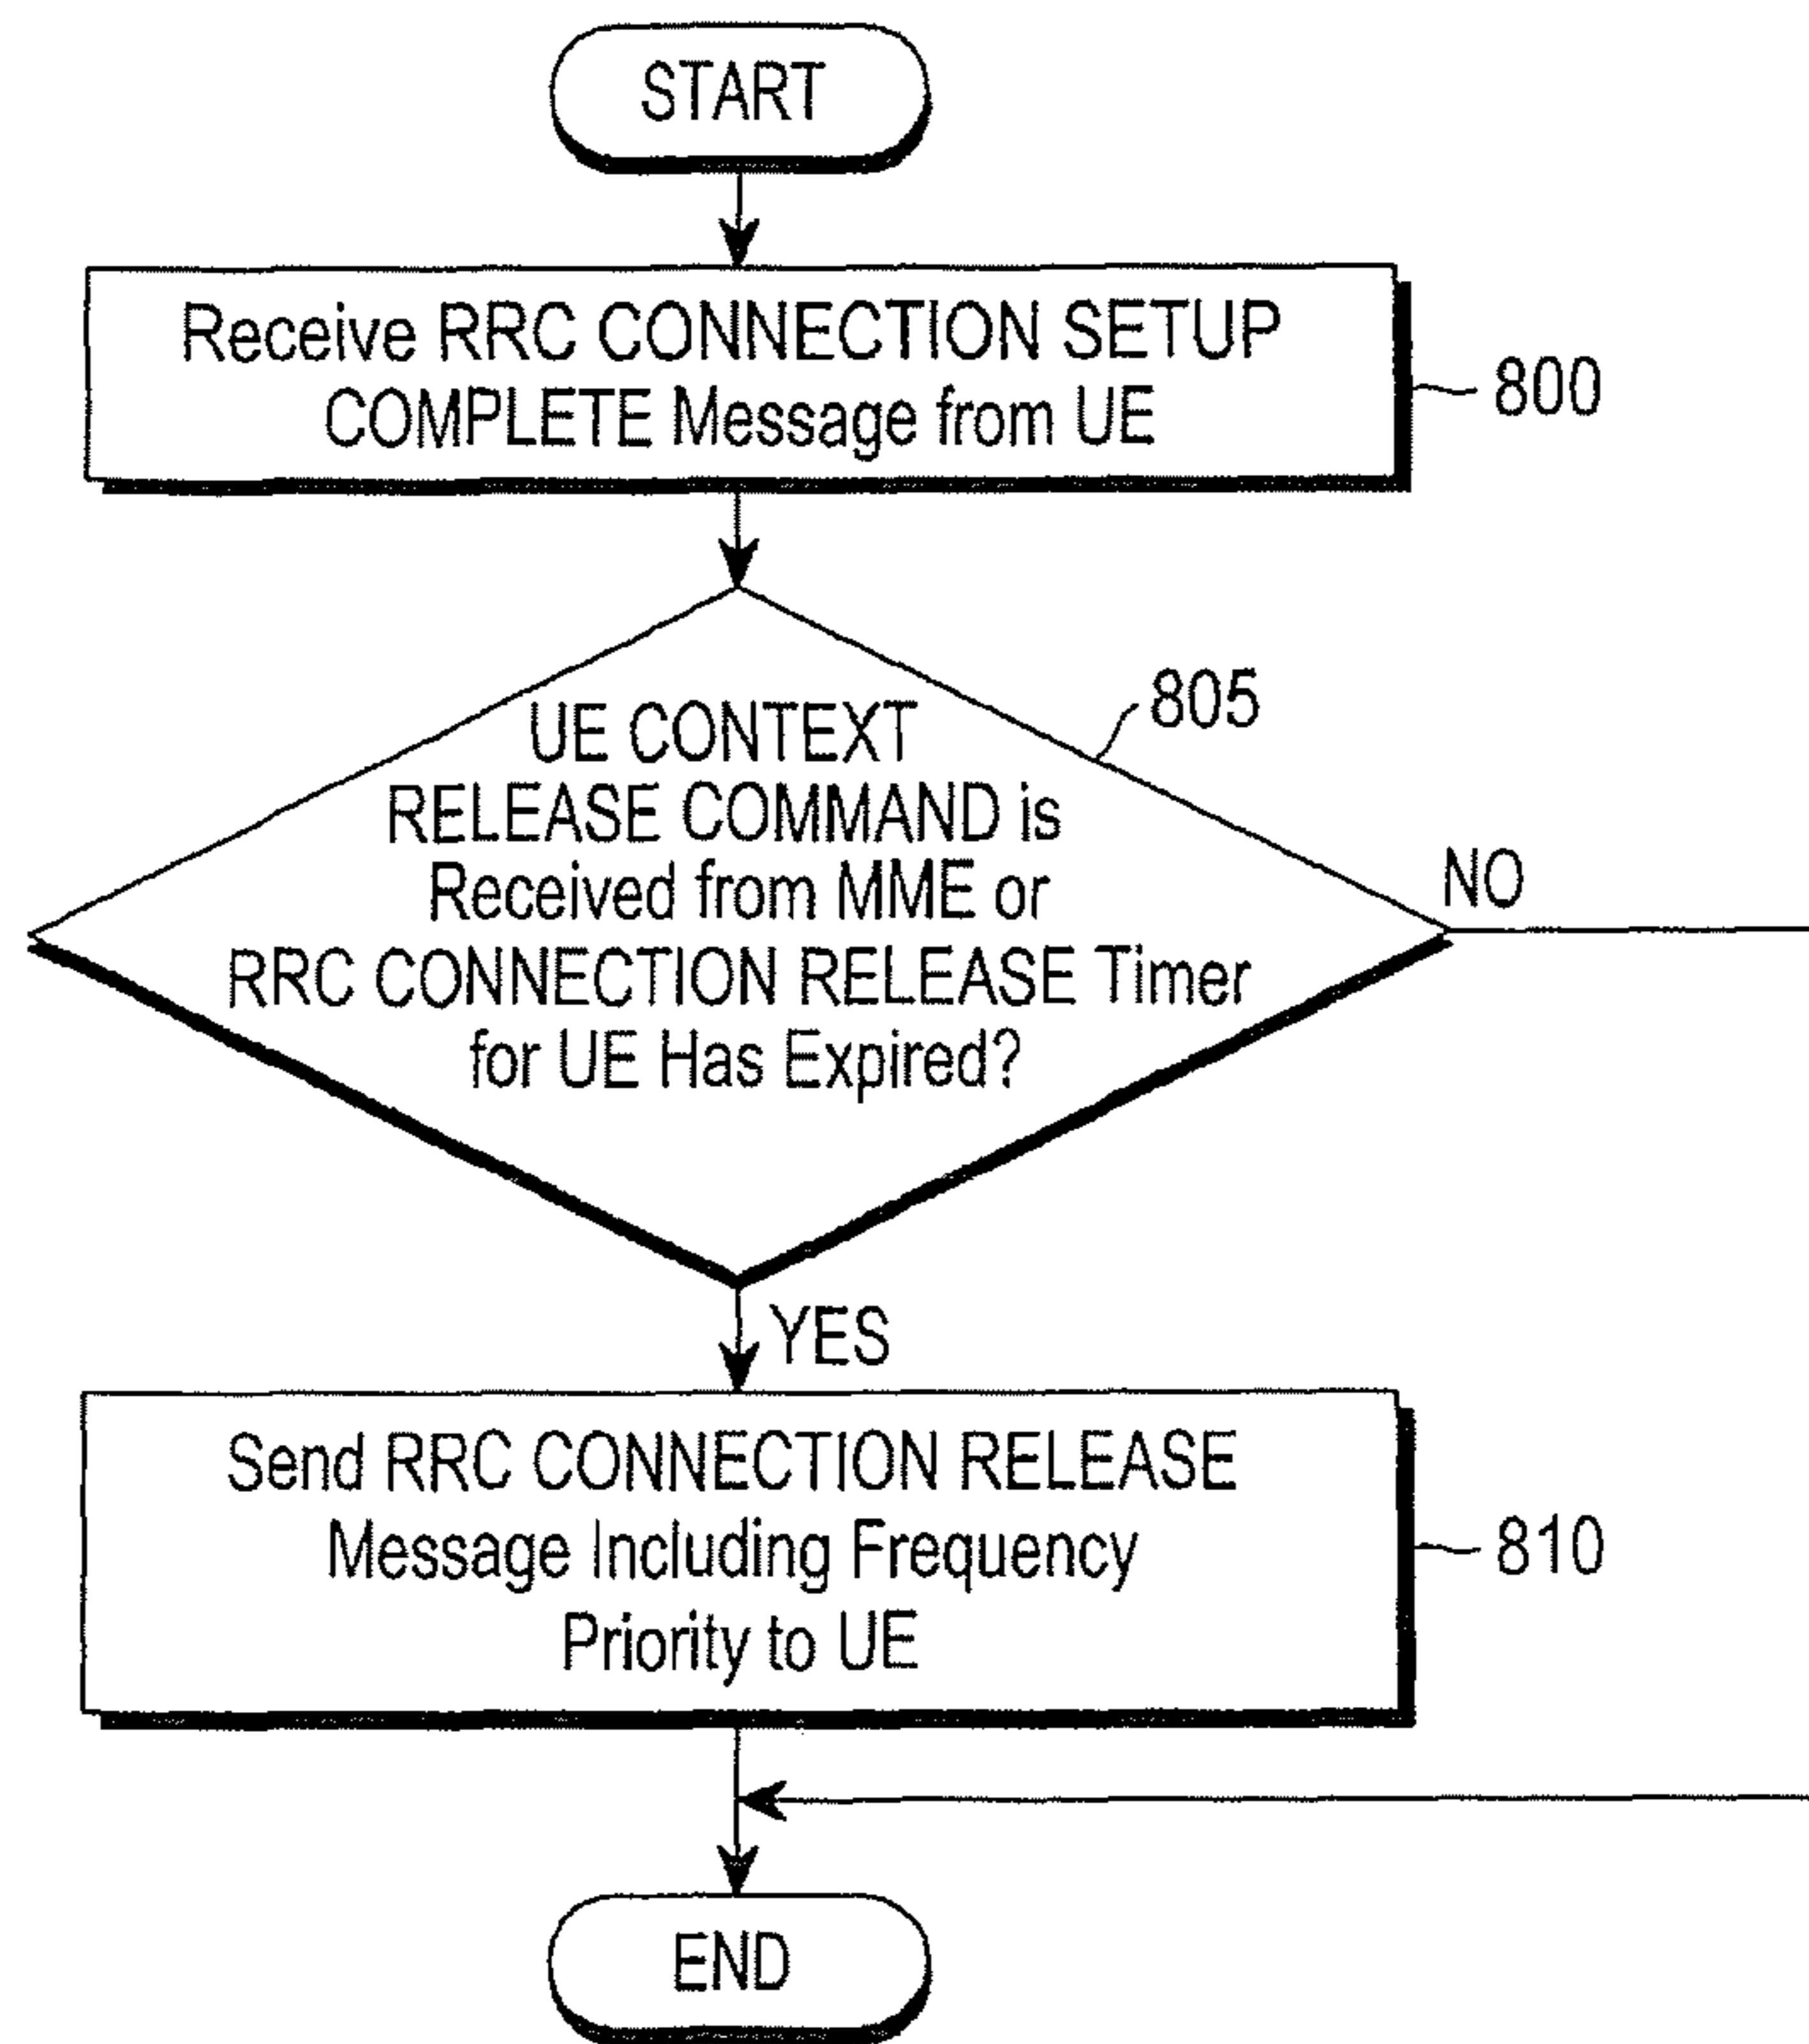 START
Receive RRC CONNECTION SETUP
COMPLETE Message from UE
800
805
UE CONTEXT
RELEASE COMMAND is
Received from MME or
RRC CONNECTION RELEASE Timer
for UE Has Expired?
NO
YES
Send RRC CONNECTION RELEASE
Message Including Frequency
Priority to UE
810
END